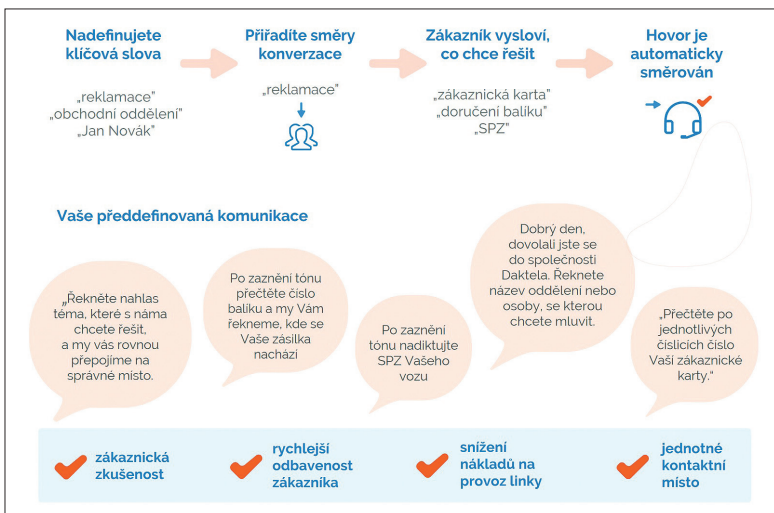 Nadefinujete
klíčová slova
„reklamace”
„obchodní oddělení”
„Jan Novák”
Přiřadíte směry
konverzace
„reklamace”
Zákazník vysloví,
co chce řešit
„zákaznická karta”
„doručení balíku”
„SPZ”
Hovor je
automaticky
směrován
Vaše předdefinovaná komunikace
„Řekněte nahlas
téma, které s náma
chcete řešit,
a my vás rovnou
přepojíme na
správné místo.
Po zaznění tónu
přečtěte číslo
balíku a my Vám
řekneme, kde se
Vaše zásilka
nachází
Po zaznění
tónu nadiktujte
SPZ Vašeho
vozu
Dobrý den,
dovolali jste se
do společnosti
Daktela. Řeknete
název oddělení nebo
osoby, se kterou
chcete mluvit.
„Přečtěte po
jednotlivých
číslicích číslo
Vaší zákaznické
karty.“
zákaznická
zkušenost
rychlejší
odbavenost
zákazníka
snížení
nákladů na
provoz linky
jednotné
kontaktní
místo